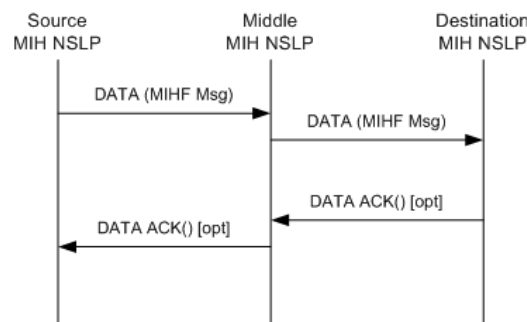 Source
MIH NSLP
Middle
MIH NSLP
Destination
MIH NSLP
DATA (MIHF Msg)
DATA (MIHF Msg)
DATA ACK() [opt]
DATA ACK() [opt]